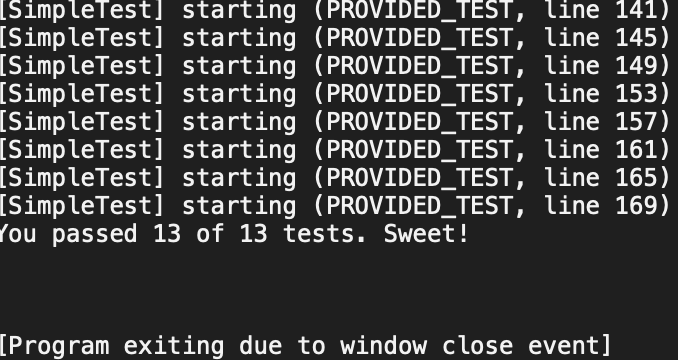 [SimpleTest] starting (PROVIDED_TEST, line 141)
[SimpleTest] starting (PROVIDED_TEST, line 145)
[SimpleTest] starting (PROVIDED_TEST, line 149)
[SimpleTest] starting (PROVIDED_TEST, line 153)
[SimpleTest] starting (PROVIDED_TEST, line 157)
[SimpleTest] starting (PROVIDED_TEST, line 161)
[SimpleTest] starting (PROVIDED_TEST, line 165)
[SimpleTest] starting (PROVIDED_TEST, line 169)
You passed 13 of 13 tests. Sweet!
[Program exiting due to window close event]